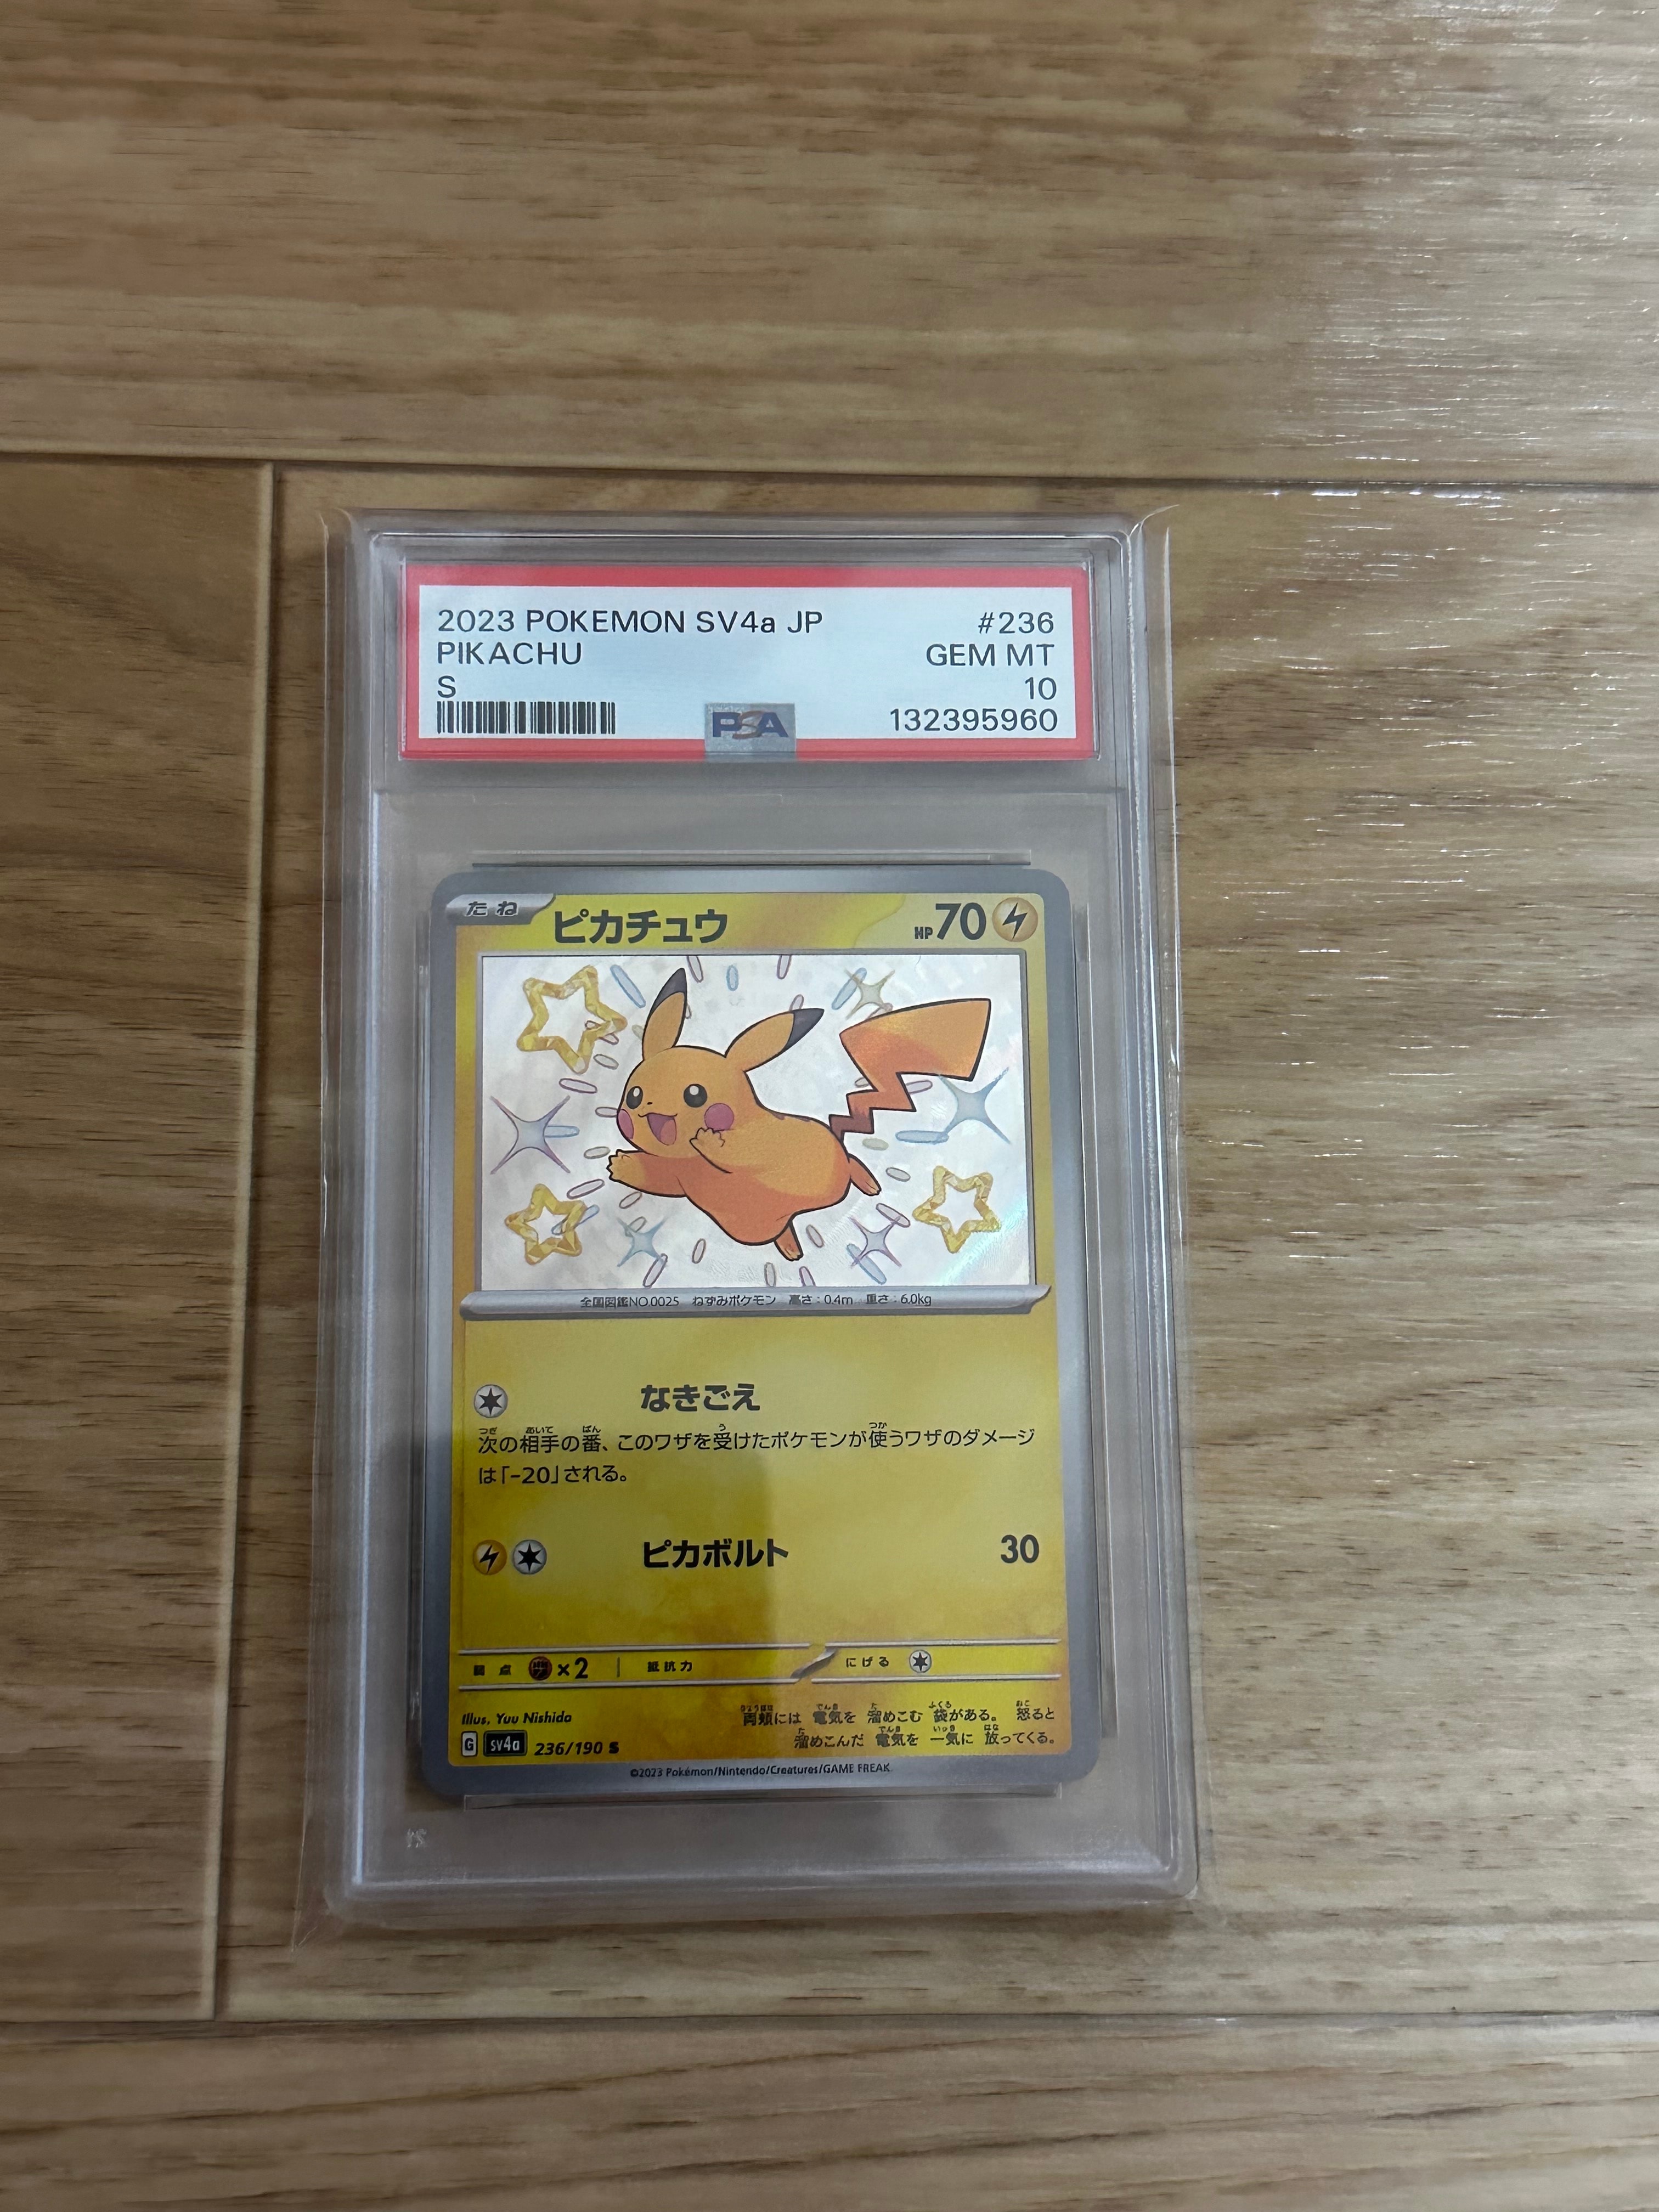 2023 POKEMON SV4a JP #236
PIKACHU GEM MT
S 10
PSA 132395960
たね ピカチュウ HP70
全国図鑑NO.0025 ねずみポケモン 高さ:0.4m 重さ:6.0kg
なきごえ
次の相手の番、このワザを受けたポケモンが使うワザのダメージ
は「-20」される。
ピカボルト 30
弱点 ×2 抵抗力 にげる
Illus. Yuu Nishida
両頬には 電気を 溜めこむ 袋がある。 怒ると
溜めこんだ 電気を 一気に 放ってくる。
G sv4a 236/190 S
©2023 Pokémon/Nintendo/Creatures/GAME FREAK